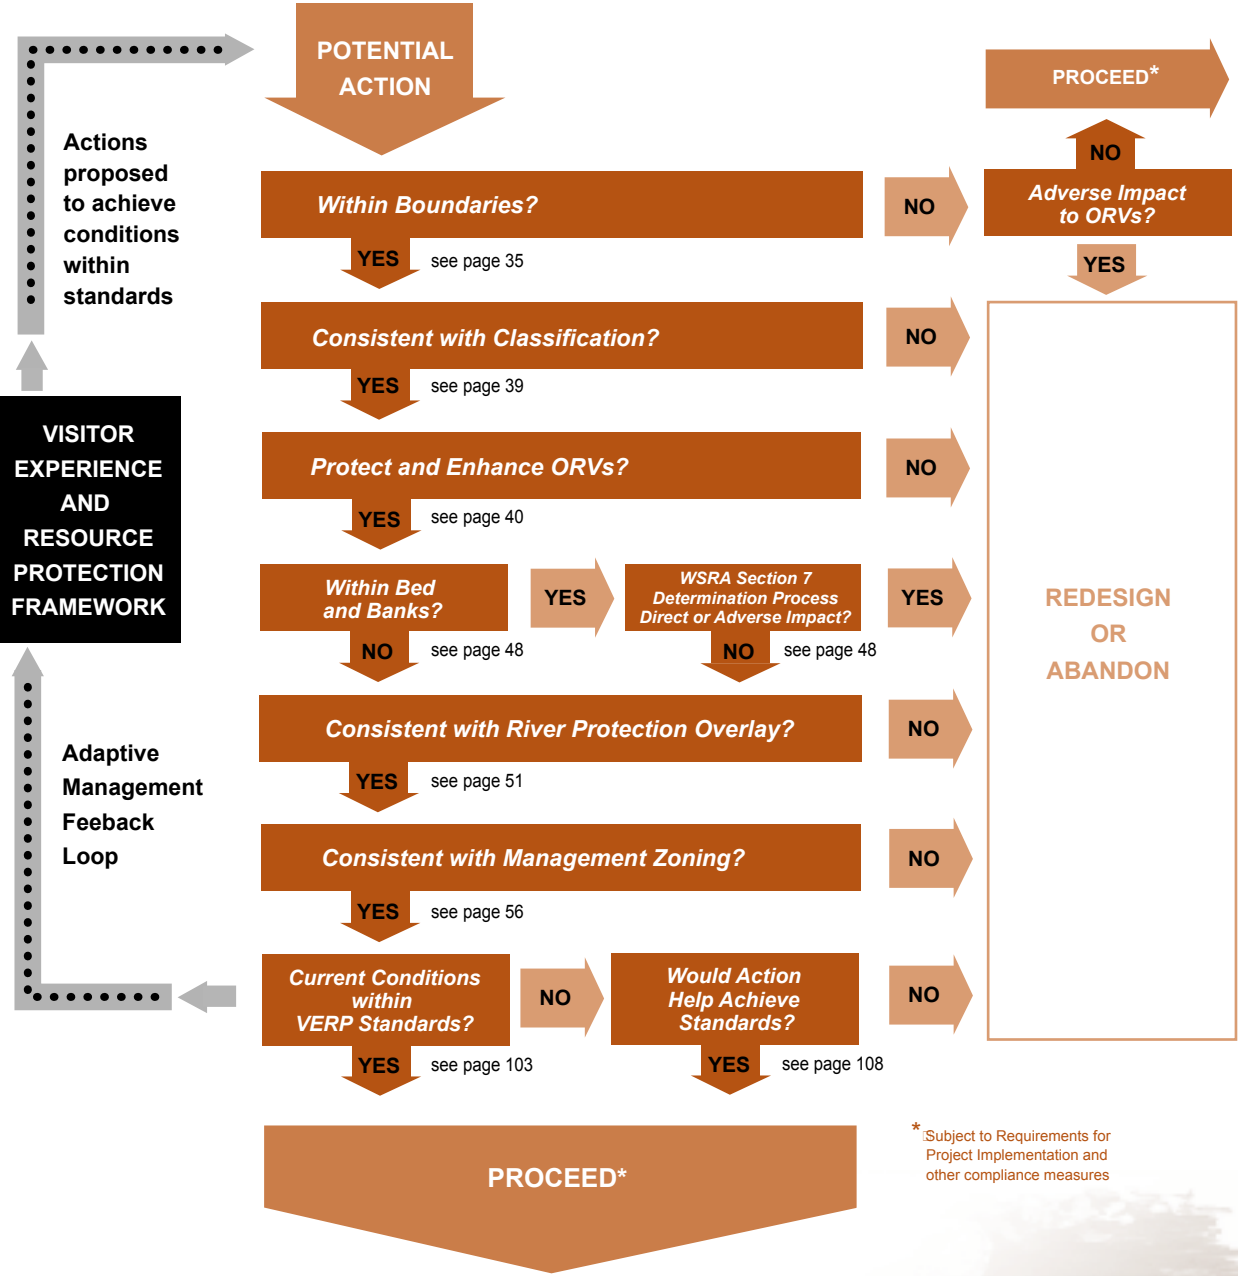 POTENTIAL
ACTION
PROCEED*
Actions
proposed
to achieve
conditions
within
standards
Within Boundaries?
NO
NO
Adverse Impact
to ORVs?
YES
see page 35
YES
Consistent with Classification?
NO
YES
see page 39
VISITOR
EXPERIENCE
AND
RESOURCE
PROTECTION
FRAMEWORK
Protect and Enhance ORVs?
NO
YES
see page 40
Within Bed
and Banks?
YES
WSRA Section 7
Determination Process
Direct or Adverse Impact?
YES
NO
see page 48
NO
see page 48
REDESIGN
OR
ABANDON
Consistent with River Protection Overlay?
NO
YES
see page 51
Adaptive
Management
Feeback
Loop
Consistent with Management Zoning?
NO
YES
see page 56
Current Conditions
within
VERP Standards?
NO
Would Action
Help Achieve
Standards?
NO
YES
see page 103
YES
see page 108
PROCEED*
* Subject to Requirements for
Project Implementation and
other compliance measures